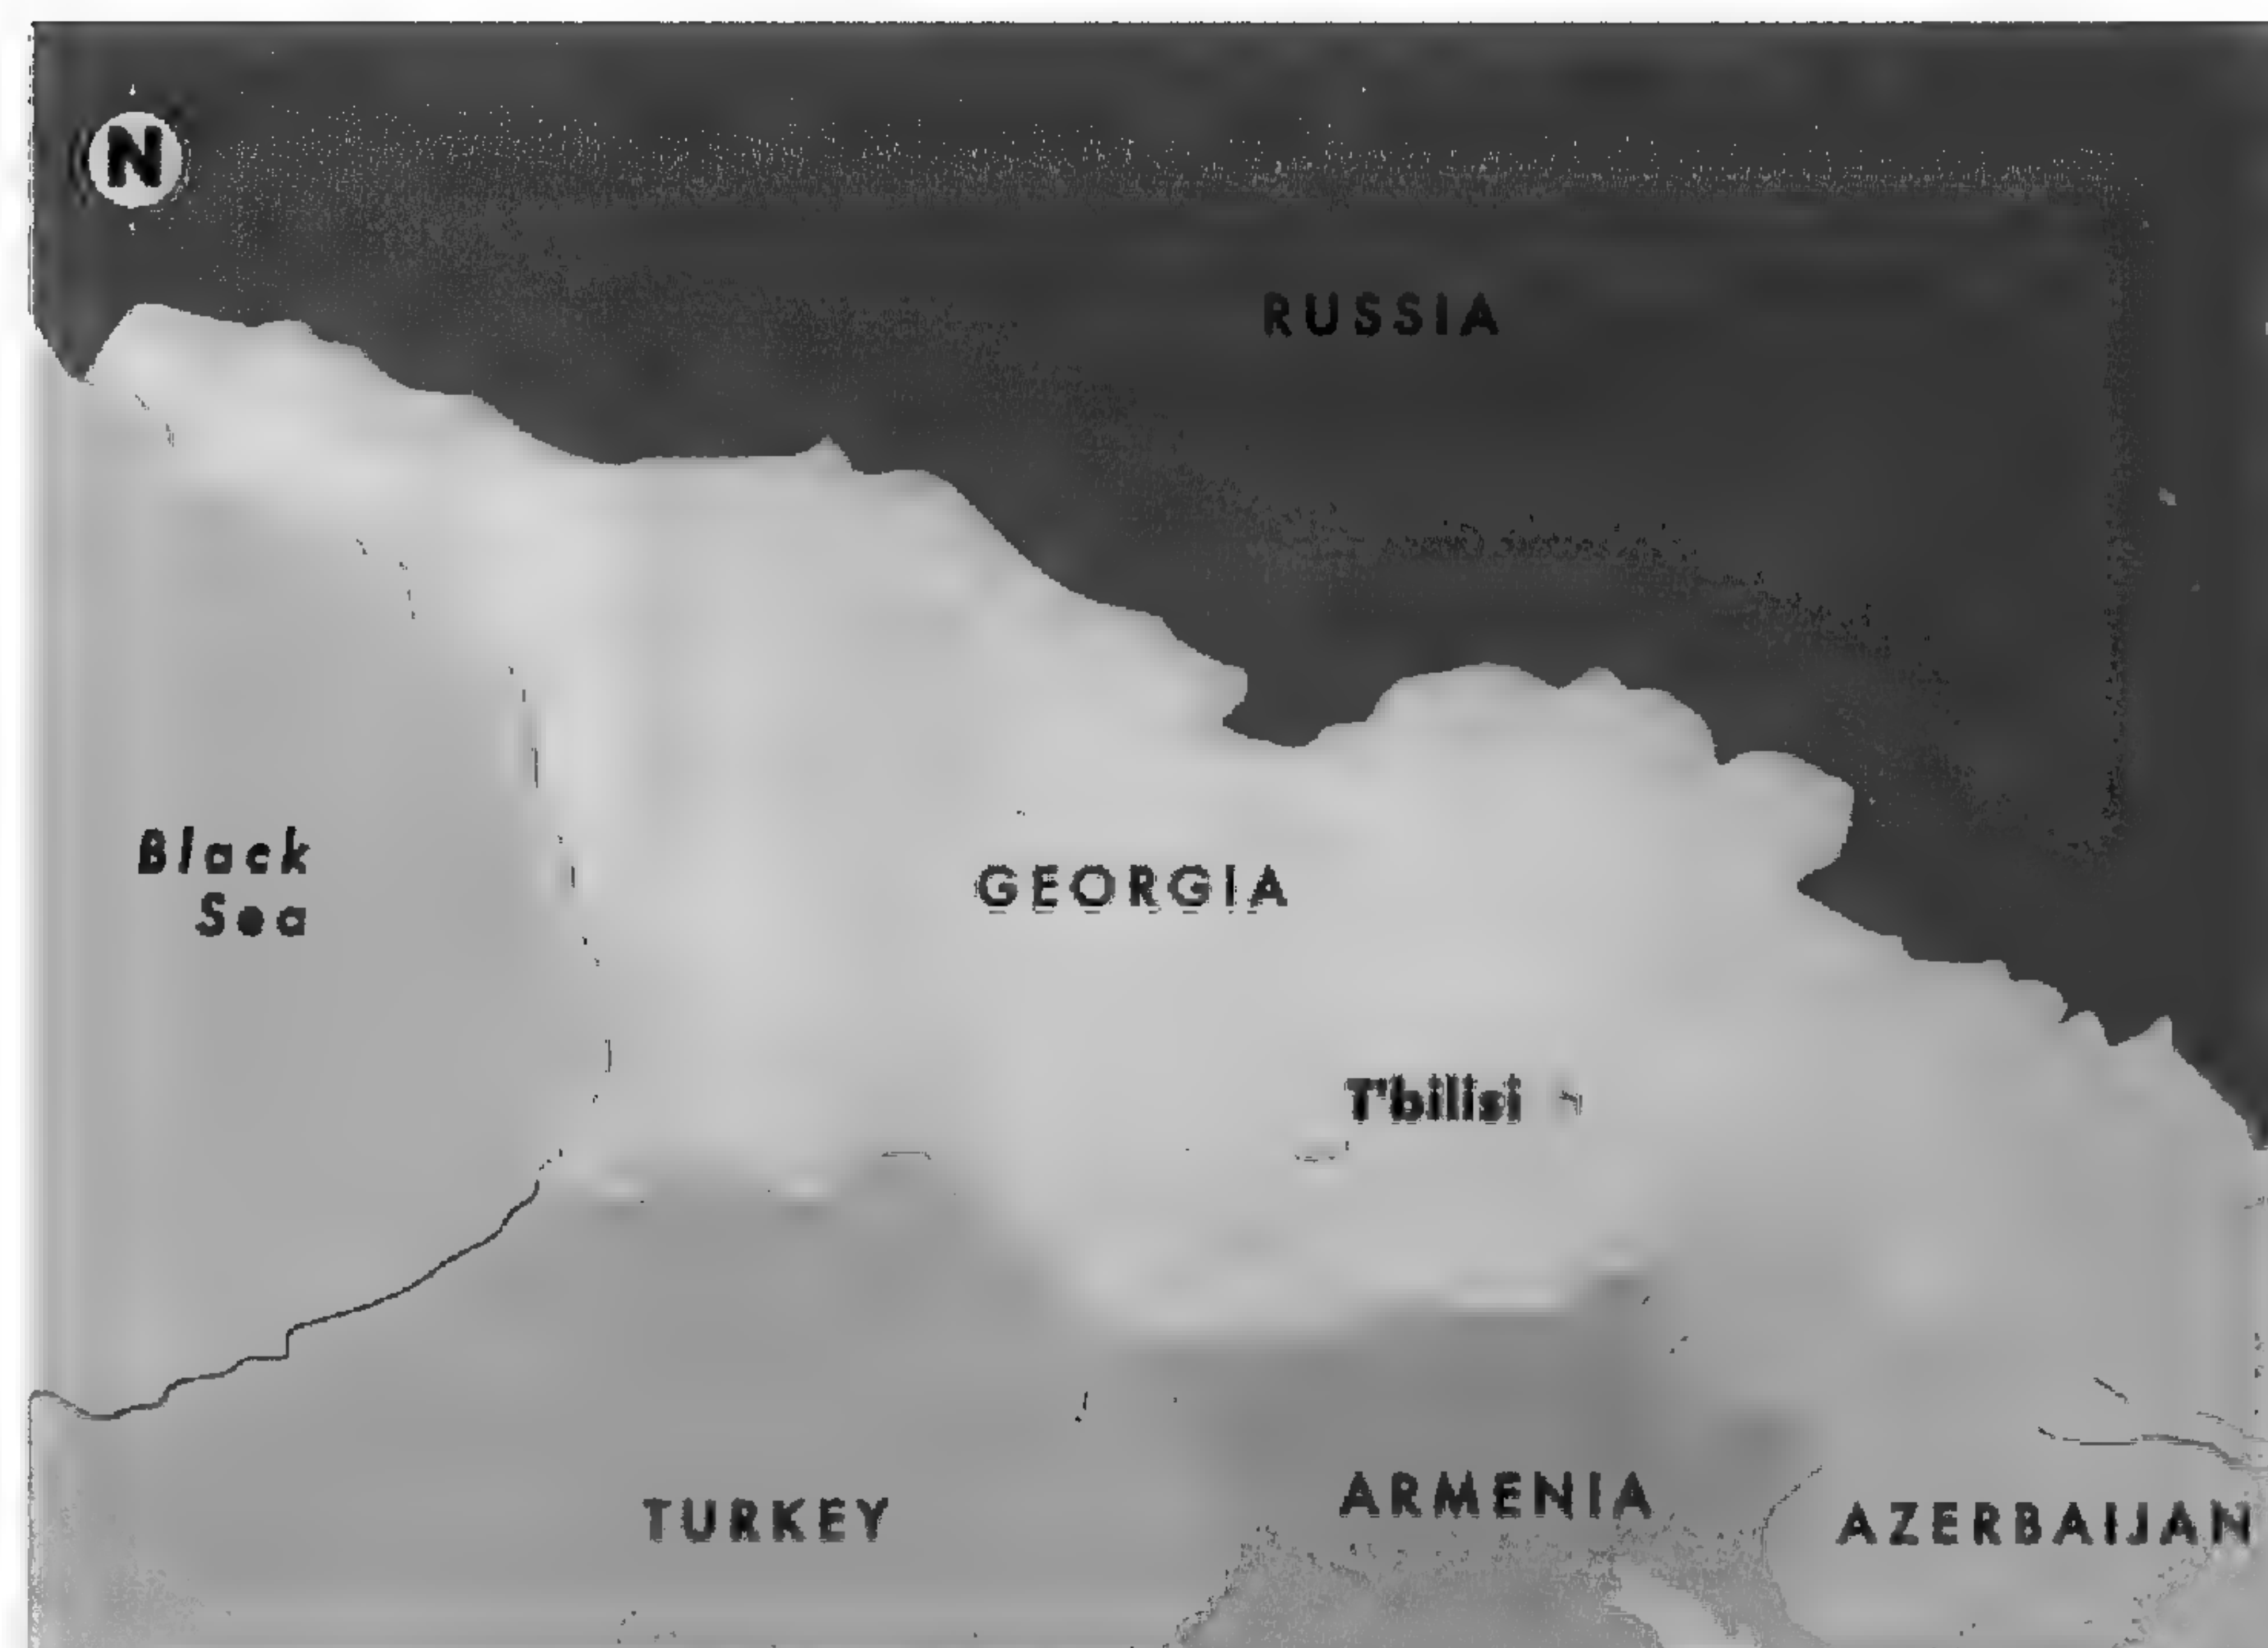 N
RUSSIA
Black
Sea
GEORGIA
T'bilisi
ARMENIA
TURKEY
AZERBAIJAN